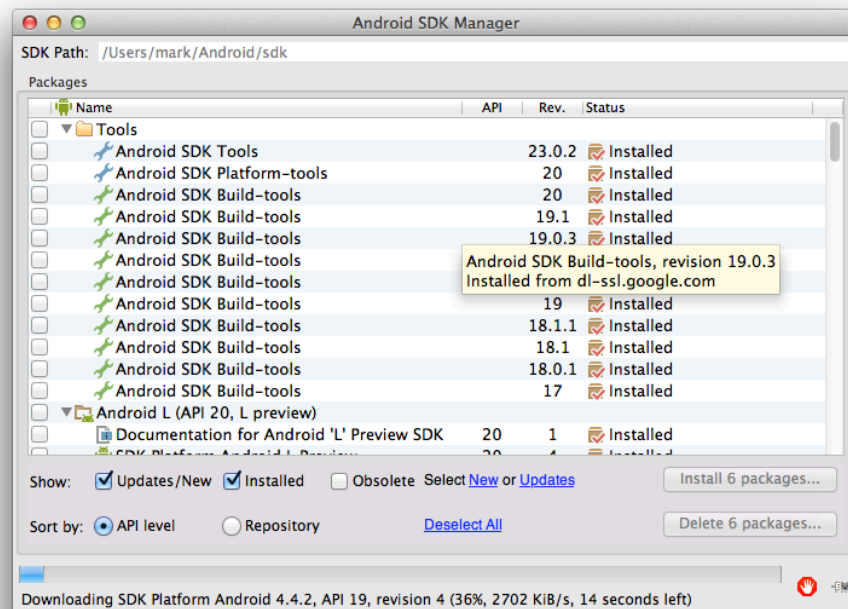 Android SDK Manager
SDK Path: /Users/mark/Android/sdk
Packages
Name API Rev. Status
Tools
Android SDK Tools 23.0.2 Installed
Android SDK Platform-tools 20 Installed
Android SDK Build-tools 20 Installed
Android SDK Build-tools 19.1 Installed
Android SDK Build-tools 19.0.3 Installed
Android SDK Build-tools
Android SDK Build-tools
Android SDK Build-tools, revision 19.0.3
Installed from dl-ssl.google.com
Android SDK Build-tools 19 Installed
Android SDK Build-tools 18.1.1 Installed
Android SDK Build-tools 18.1 Installed
Android SDK Build-tools 18.0.1 Installed
Android SDK Build-tools 17 Installed
Android L (API 20, L preview)
Documentation for Android 'L' Preview SDK 20 1 Installed
SDK Platform Android L Preview 20 4 Installed
Show: Updates/New Installed Obsolete Select New or Updates Install 6 packages...
Sort by: API level Repository Deselect All Delete 6 packages...
Downloading SDK Platform Android 4.4.2, API 19, revision 4 (36%, 2702 KiB/s, 14 seconds left)